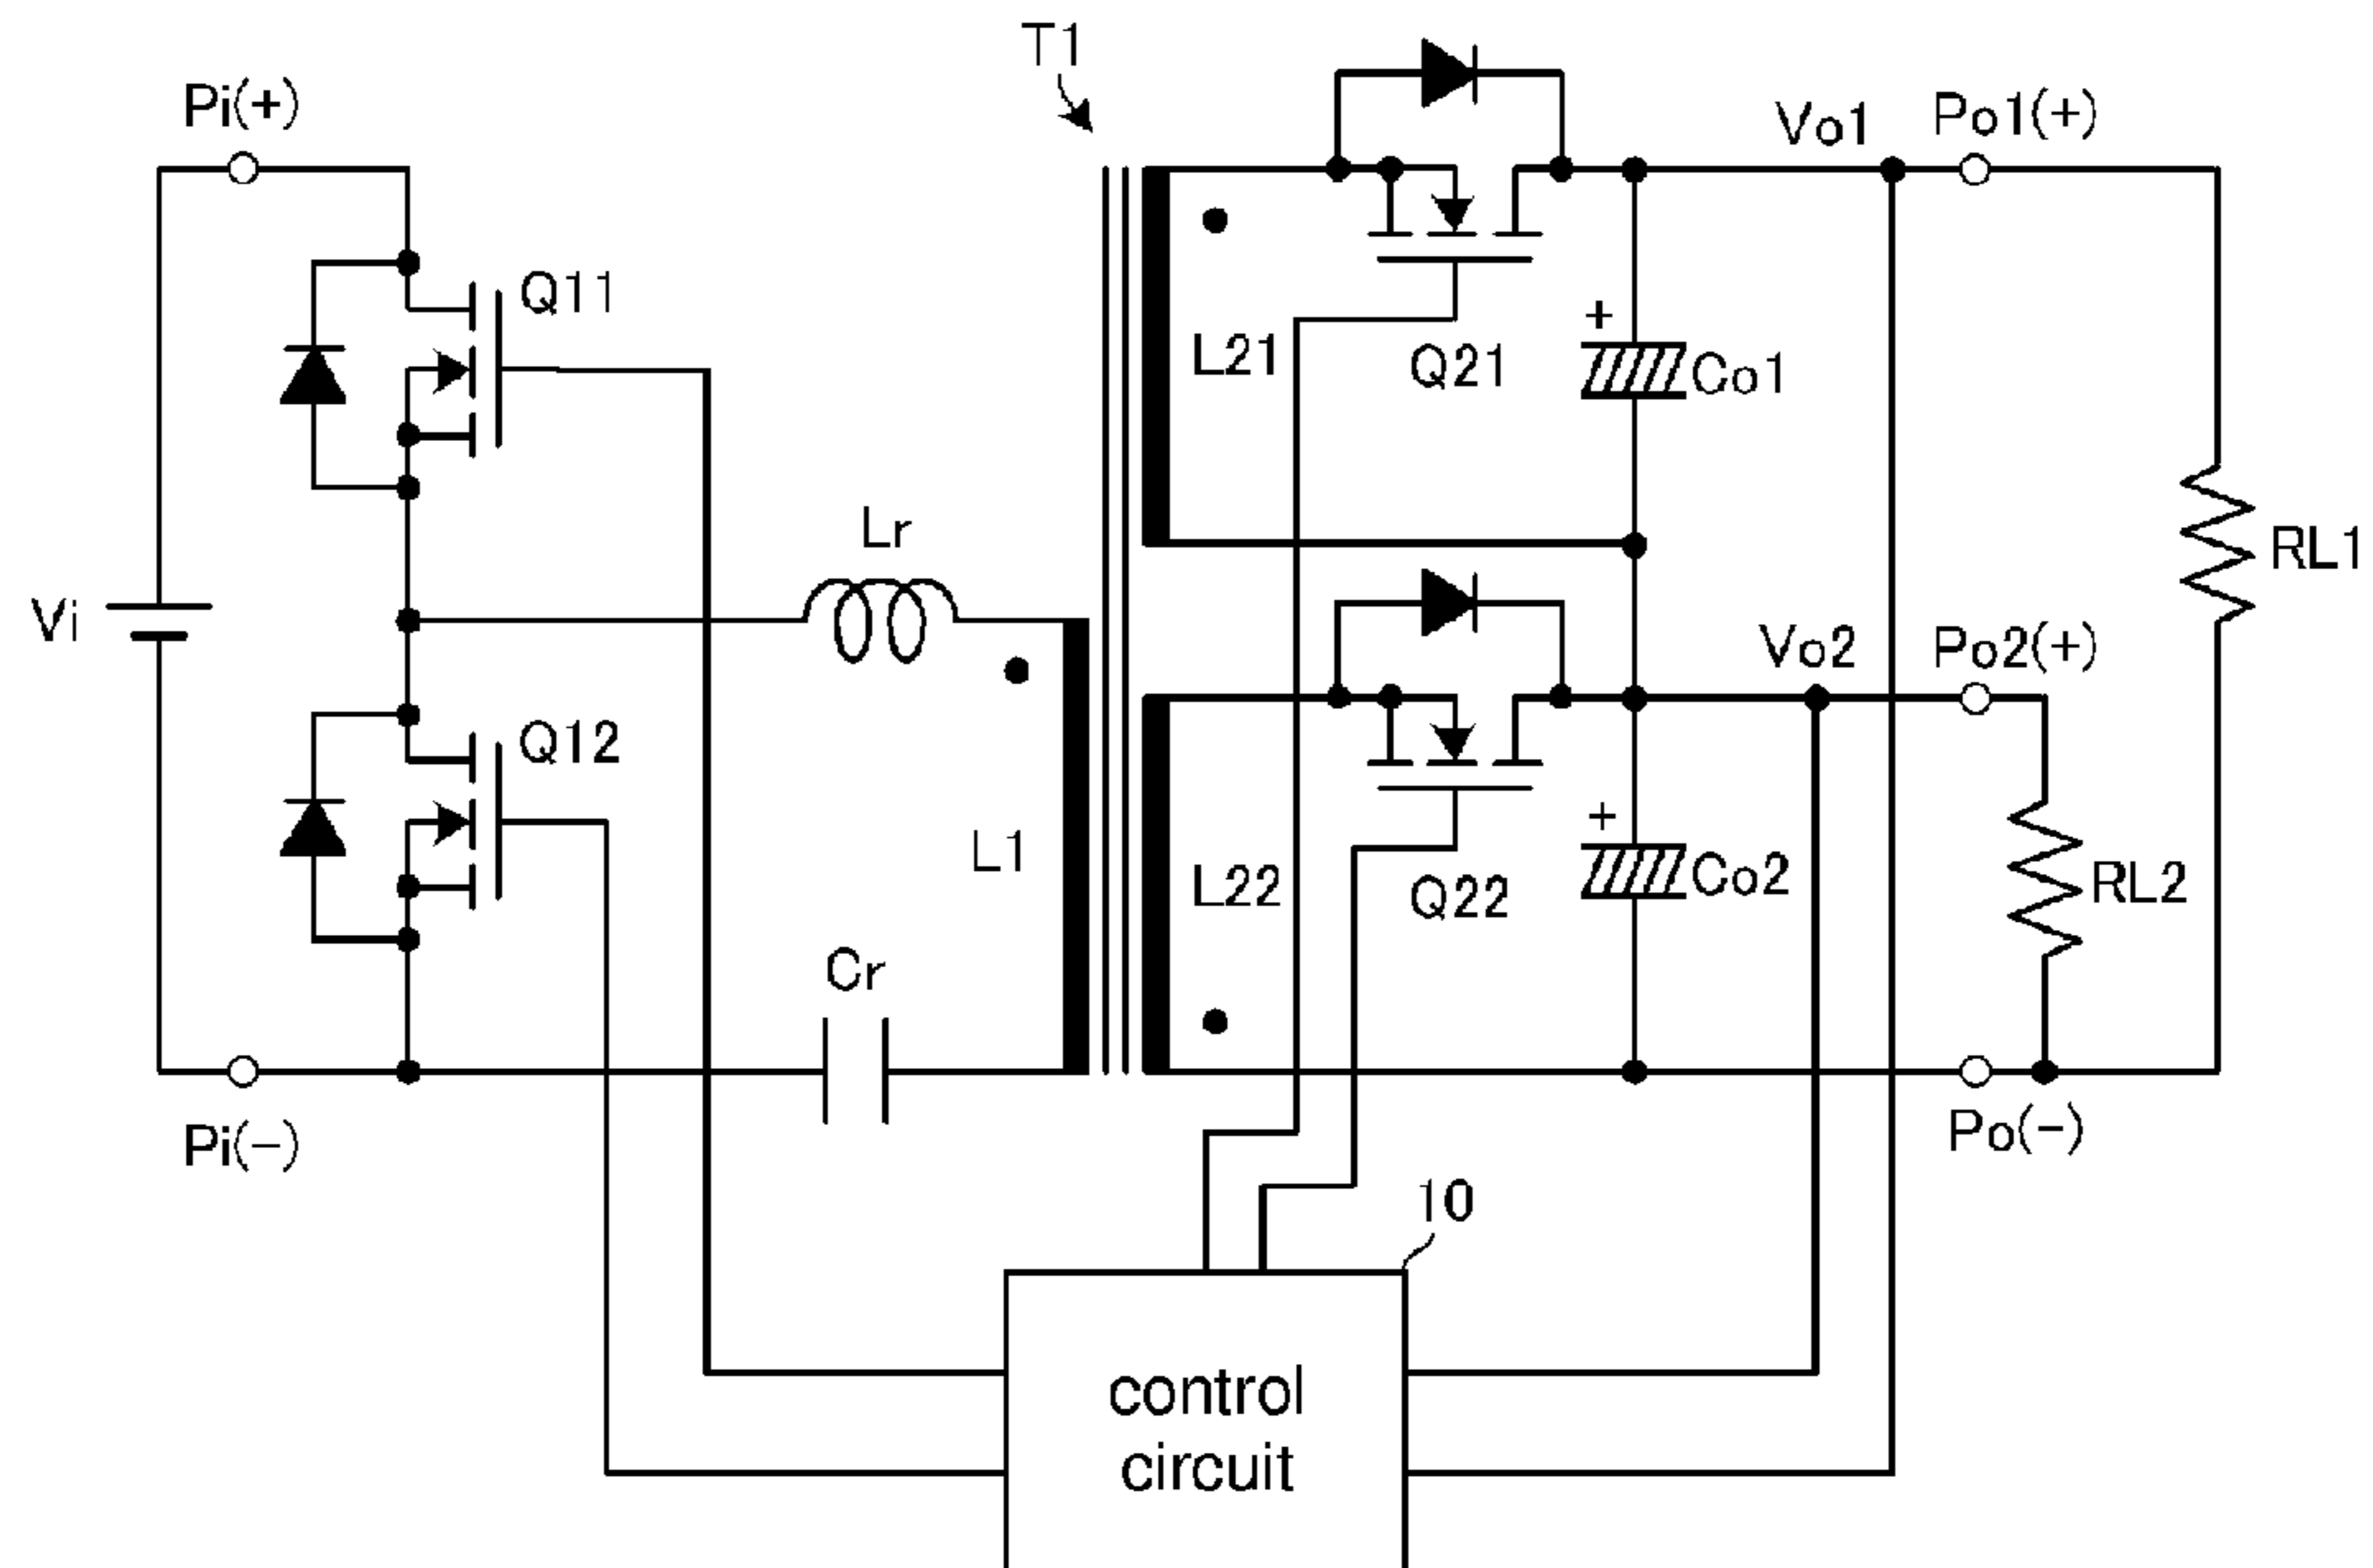 T1
Pi(+)
Vo1
Po1(+)
Q11
+
L21
Q21
Co1
Lr
RL1
Vi
Vo2
Po2(+)
Q12
+
L1
L22
Q22
Co2
RL2
Cr
Pi(−)
Po(−)
10
control
circuit